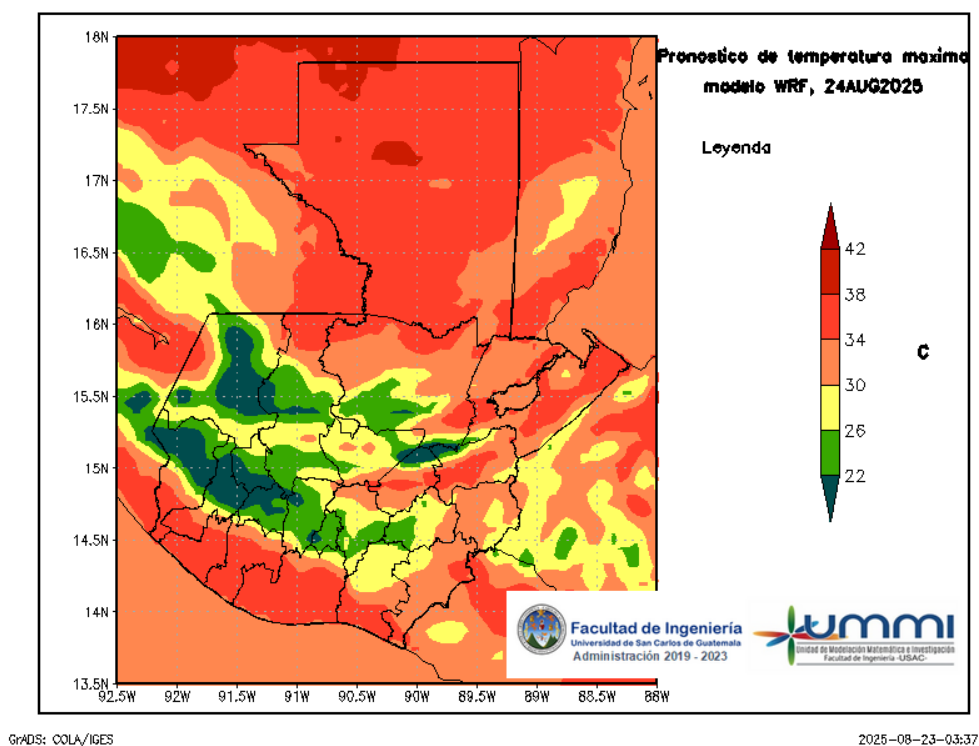 Pronostico de temperatura maxima
modelo WRF, 24AUG2025
Leyenda
42
38
34
30
26
22
C
18N
17.5N
17N
16.5N
16N
15.5N
15N
14.5N
14N
13.5N
92.5W
92W
91.5W
91W
90.5W
90W
89.5W
89W
88.5W
88W
Facultad de Ingeniería
Universidad de San Carlos de Guatemala
Administración 2019 - 2023
ummi
Unidad de Modelación Matemática e Investigación
Facultad de Ingeniería -USAC-
GrADS: COLA/IGES
2025-08-23-03:37